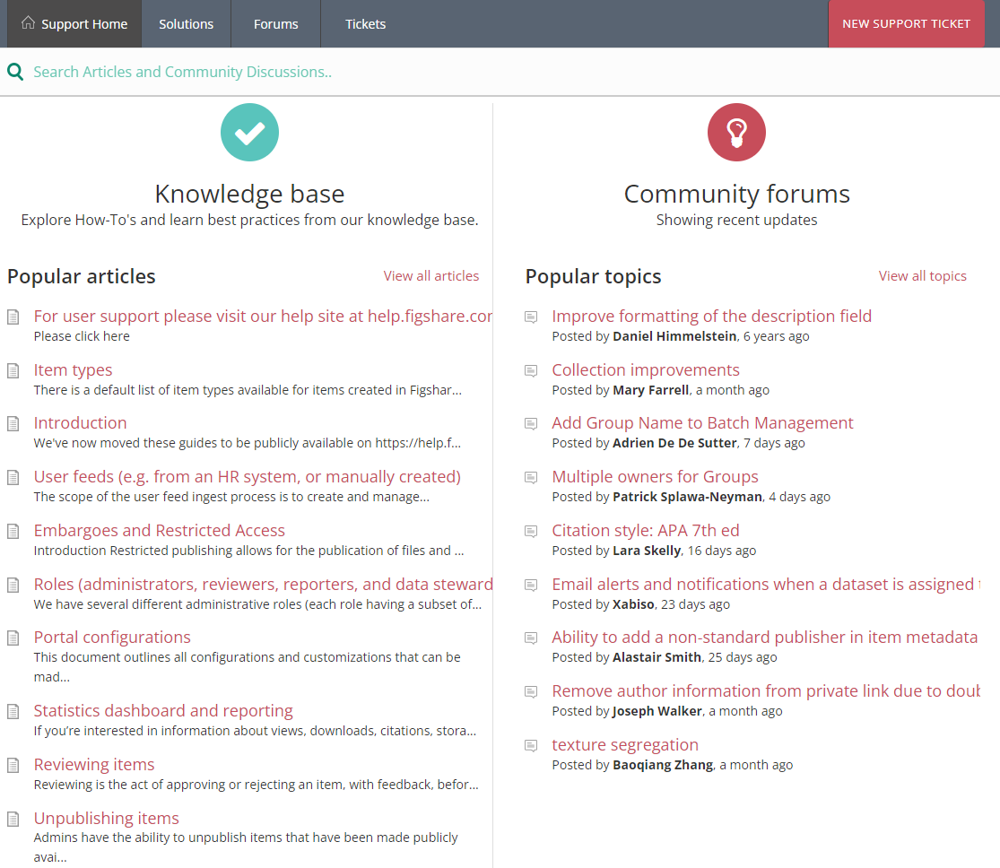 Support Home
Solutions
Forums
Tickets
NEW SUPPORT TICKET
Search Articles and Community Discussions..
Knowledge base
Explore How-To's and learn best practices from our knowledge base.
Popular articles
View all articles
For user support please visit our help site at help.figshare.com
Please click here
Item types
There is a default list of item types available for items created in Figshar...
Introduction
We've now moved these guides to be publicly available on https://help.f...
User feeds (e.g. from an HR system, or manually created)
The scope of the user feed ingest process is to create and manage...
Embargoes and Restricted Access
Introduction Restricted publishing allows for the publication of files and ...
Roles (administrators, reviewers, reporters, and data steward
We have several different administrative roles (each role having a subset of...
Portal configurations
This document outlines all configurations and customizations that can be
mad...
Statistics dashboard and reporting
If you’re interested in information about views, downloads, citations, stora...
Reviewing items
Reviewing is the act of approving or rejecting an item, with feedback, befor...
Unpublishing items
Admins have the ability to unpublish items that have been made publicly
avai...
Community forums
Showing recent updates
Popular topics
View all topics
Improve formatting of the description field
Posted by Daniel Himmelstein, 6 years ago
Collection improvements
Posted by Mary Farrell, a month ago
Add Group Name to Batch Management
Posted by Adrien De De Sutter, 7 days ago
Multiple owners for Groups
Posted by Patrick Splawa-Neyman, 4 days ago
Citation style: APA 7th ed
Posted by Lara Skelly, 16 days ago
Email alerts and notifications when a dataset is assigned
Posted by Xabiso, 23 days ago
Ability to add a non-standard publisher in item metadata
Posted by Alastair Smith, 25 days ago
Remove author information from private link due to doub
Posted by Joseph Walker, a month ago
texture segregation
Posted by Baoqiang Zhang, a month ago